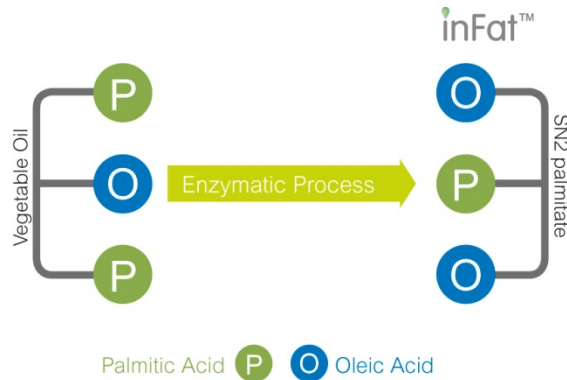 inFat™
P
O
Vegetable Oil
O
Enzymatic Process
P
SN2 palmitate
P
O
Palmitic Acid P O Oleic Acid